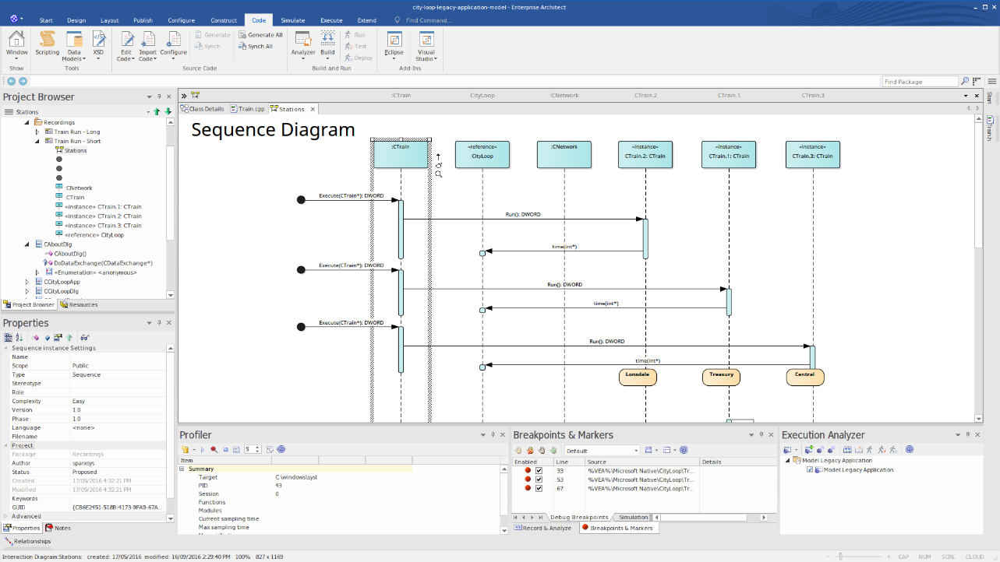 city-loop-legacy-application-model - Enterprise Architect
Start Design Layout Publish Configure Construct Code Simulate Execute Extend Find Command...
Window Scripting Data Models XSD Edit Code Import Code Configure Generate Synch Generate All Synch All Analyzer Build Run Test Deploy Eclipse Visual Studio
Show Tools Source Code Build and Run Add-Ins
Find Package
Project Browser
Stations
Recordings
Train Run - Long
Train Run - Short
Stations
:CNetwork
:CTrain
«instance» CTrain.1: CTrain
«instance» CTrain.2: CTrain
«instance» CTrain.3: CTrain
«reference» CityLoop
CAboutDlg
CAboutDlg()
DoDataExchange(CDataExchange*)
«Enumeration» <anonymous>
CCityLoopApp
CCityLoopDlg
Project Browser Resources
Properties
Sequence instance Settings
Name
Scope Public
Type Sequence
Stereotype
Role
Complexity Easy
Version 1.0
Phase 1.0
Language <none>
Filename
Project
Package Recordings
Author sparxsys
Status Proposed
Created 17/05/2016 4:32:21 PM
Modified 17/05/2016 4:32:21 PM
Keywords
GUID {CB6E2451-518B-4173-9FA9-67A...
Advanced
Properties Notes
Relationships
:CTrain CityLoop :CNetwork CTrain.2 CTrain.1 CTrain.3
Class Details Train.cpp Stations
Sequence Diagram
:CTrain
«reference»
CityLoop
:CNetwork
«instance»
CTrain.2: CTrain
«instance»
CTrain.1: CTrain
«instance»
CTrain.3: CTrain
Execute(CTrain*): DWORD
Run(): DWORD
time(int*)
Execute(CTrain*): DWORD
Run(): DWORD
time(int*)
Execute(CTrain*): DWORD
Run(): DWORD
time(int*)
Lonsdale Treasury Central
Start
Train.h
Profiler
5
Item
Summary
Target C:\windows\syst
PID 43
Session 0
Functions
Modules
Current sampling time
Max sampling time
Breakpoints & Markers
Default
Enabled Line Source Details
33 %VEA%\Microsoft Native\CityLoop\Tr...
53 %VEA%\Microsoft Native\CityLoop\Tr...
67 %VEA%\Microsoft Native\CityLoop\Tr...
Debug Breakpoints Simulation
Record & Analyze Breakpoints & Markers
Execution Analyzer
Model Legacy Application
Model Legacy Application
Interaction Diagram:Stations: created: 17/05/2016 modified: 16/09/2016 2:29:40 PM 100% 827 x 1169
CAP NUM SCRL CLOUD